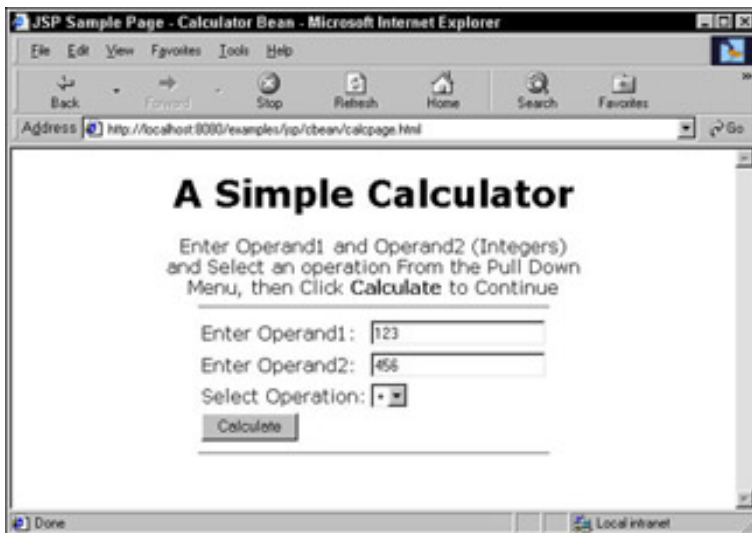 JSP Sample Page - Calculator Bean - Microsoft Internet Explorer
File Edit View Favorites Tools Help
Back Forward Stop Refresh Home Search Favorites »
Address http://localhost:8080/examples/jsp/cbean/calcpage.html Go
A Simple Calculator
Enter Operand1 and Operand2 (Integers)
and Select an operation From the Pull Down
Menu, then Click Calculate to Continue
Enter Operand1: 123
Enter Operand2: 456
Select Operation: +
Calculate
Done Local intranet